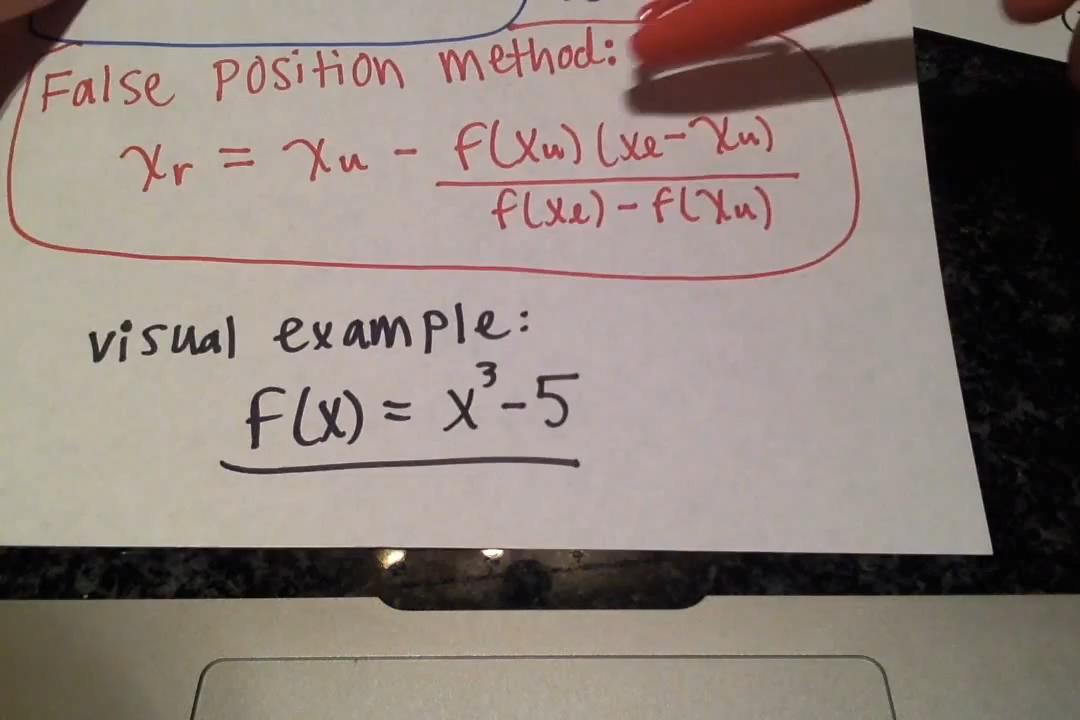 False position method:
xr = xu - f(xu)(xl-xu) / f(xl)-f(xu)
visual example:
f(x) = x³-5